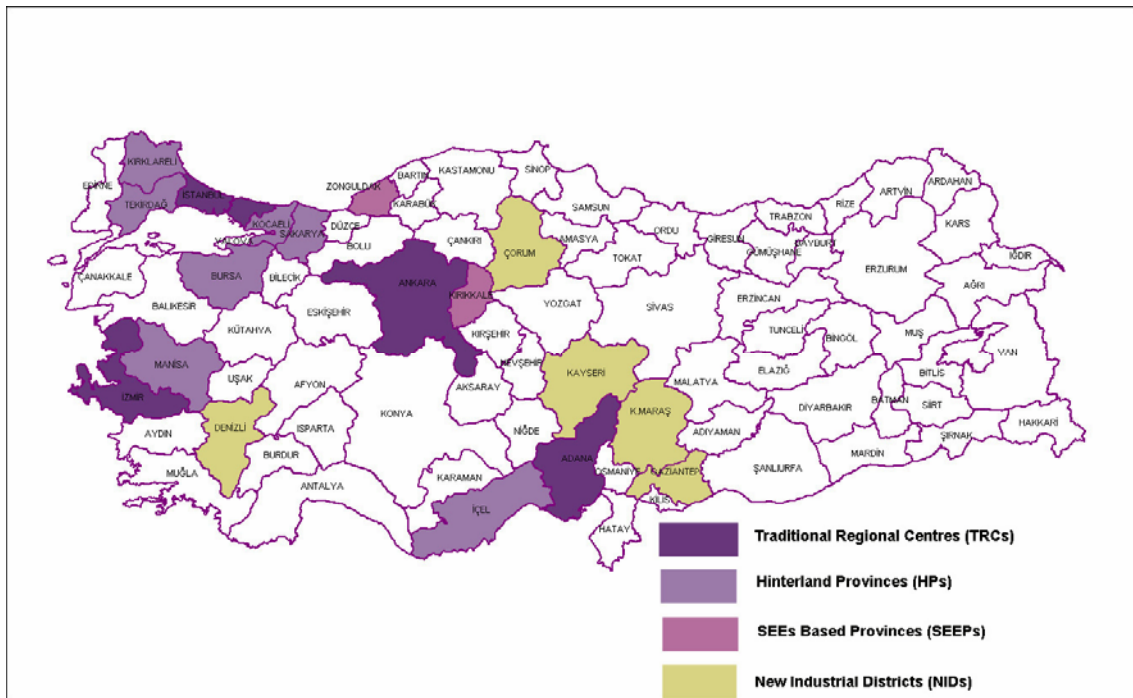 KIRKLARELİ
EDİRNE
TEKİRDAĞ
İSTANBUL
KOCAELİ
SAKARYA
YALOVA
DÜZCE
BOLU
ZONGULDAK
BARTIN
KARABÜK
KASTAMONU
SİNOP
SAMSUN
ÇANKIRI
ÇORUM
AMASYA
TOKAT
ORDU
GİRESUN
TRABZON
GÜMÜŞHANE
BAYBURT
RİZE
ARTVİN
ARDAHAN
KARS
IĞDIR
AĞRI
ERZURUM
ÇANAKKALE
BALIKESİR
BURSA
BİLECİK
ESKİŞEHİR
ANKARA
KIRIKKALE
YOZGAT
SİVAS
ERZİNCAN
TUNCELİ
BİNGÖL
MUŞ
VAN
BİTLİS
KÜTAHYA
KIRŞEHİR
NEVŞEHİR
KAYSERİ
MALATYA
ELAZIĞ
DİYARBAKIR
BATMAN
SİİRT
HAKKARİ
ŞIRNAK
MANİSA
UŞAK
AFYON
İZMİR
AYDIN
DENİZLİ
ISPARTA
BURDUR
KONYA
AKSARAY
NİĞDE
ADANA
K.MARAŞ
ADIYAMAN
MARDİN
ŞANLIURFA
MUĞLA
ANTALYA
KARAMAN
İÇEL
OSMANİYE
GAZİANTEP
KİLİS
HATAY
Traditional Regional Centres (TRCs)
Hinterland Provinces (HPs)
SEEs Based Provinces (SEEPs)
New Industrial Districts (NIDs)